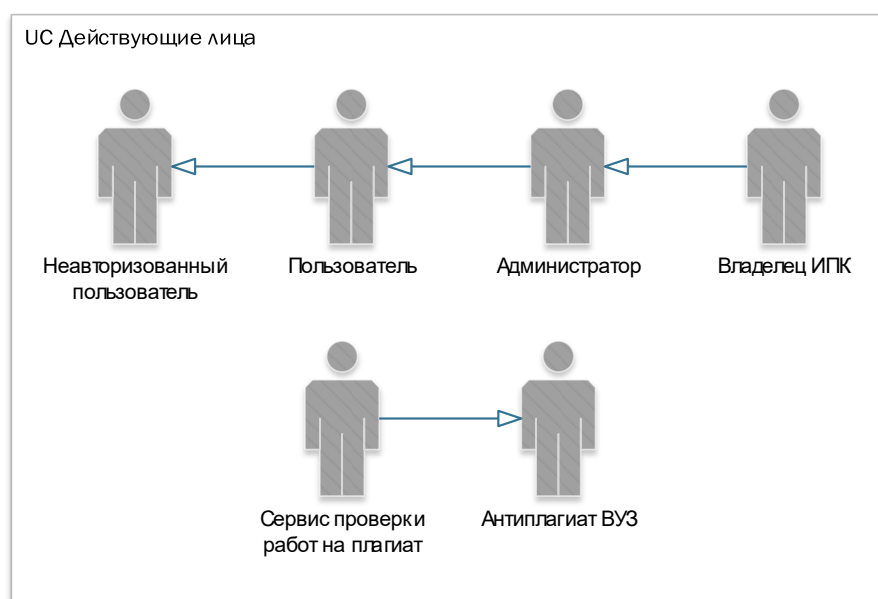 UC Действующие лица
Неавторизованный
пользователь
Пользователь
Администратор
Владелец ИПК
Сервис проверки
работ на плагиат
Антиплагиат ВУЗ